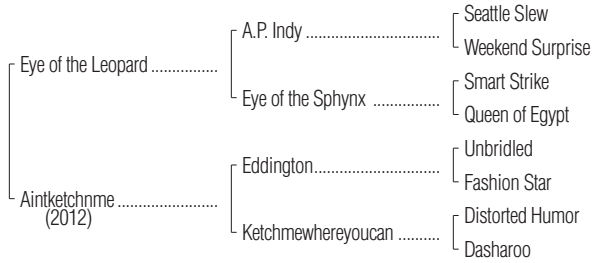 Seattle Slew
A.P. Indy ................................
Weekend Surprise
Eye of the Leopard ................
Smart Strike
Eye of the Sphynx ................
Queen of Egypt
Unbridled
Eddington..............................
Fashion Star
Aintketchnme ........................
(2012)
Distorted Humor
Ketchmewhereyoucan ..........
Dasharoo